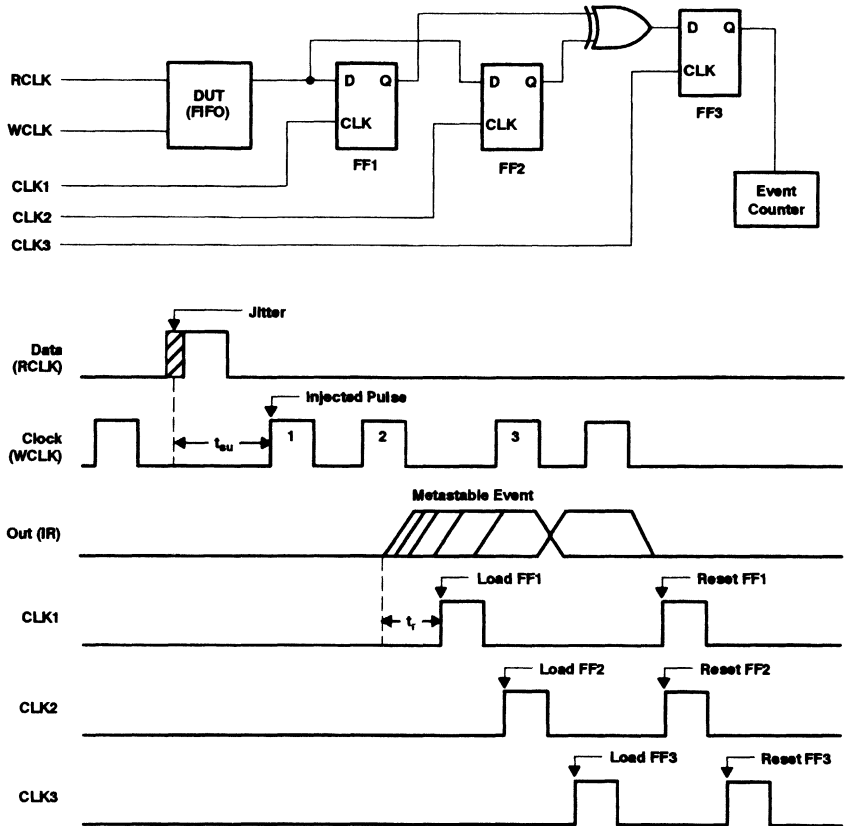 RCLK
WCLK
CLK1
CLK2
CLK3
DUT
(FIFO)
D Q
CLK
FF1
D Q
CLK
FF2
D Q
CLK
FF3
Event
Counter
Jitter
Data
(RCLK)
Injected Pulse
Clock
(WCLK)
tsu
1
2
3
Metastable Event
Out (IR)
Load FF1
Reset FF1
CLK1
tr
Load FF2
Reset FF2
CLK2
Load FF3
Reset FF3
CLK3